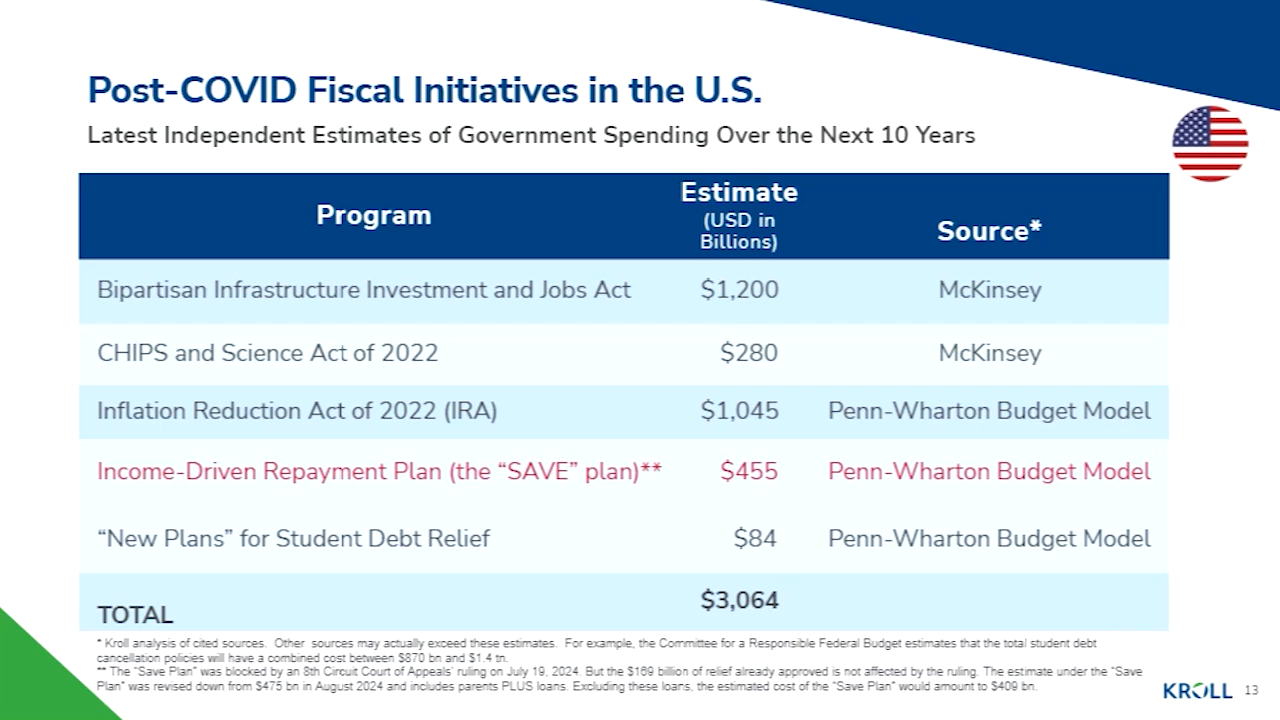 Post-COVID Fiscal Initiatives in the U.S.
Latest Independent Estimates of Government Spending Over the Next 10 Years
Program Estimate (USD in Billions) Source*
Bipartisan Infrastructure Investment and Jobs Act $1,200 McKinsey
CHIPS and Science Act of 2022 $280 McKinsey
Inflation Reduction Act of 2022 (IRA) $1,045 Penn-Wharton Budget Model
Income-Driven Repayment Plan (the “SAVE” plan)** $455 Penn-Wharton Budget Model
“New Plans” for Student Debt Relief $84 Penn-Wharton Budget Model
TOTAL $3,064
* Kroll analysis of cited sources. Other sources may actually exceed these estimates. For example, the Committee for a Responsible Federal Budget estimates that the total student debt
cancellation policies will have a combined cost between $870 bn and $1.4 tn.
** The “Save Plan” was blocked by an 8th Circuit Court of Appeals’ ruling on July 19, 2024. But the $169 billion of relief already approved is not affected by the ruling. The estimate under the “Save
Plan” was revised down from $475 bn in August 2024 and includes parents PLUS loans. Excluding these loans, the estimated cost of the “Save Plan” would amount to $409 bn.
KROLL 13